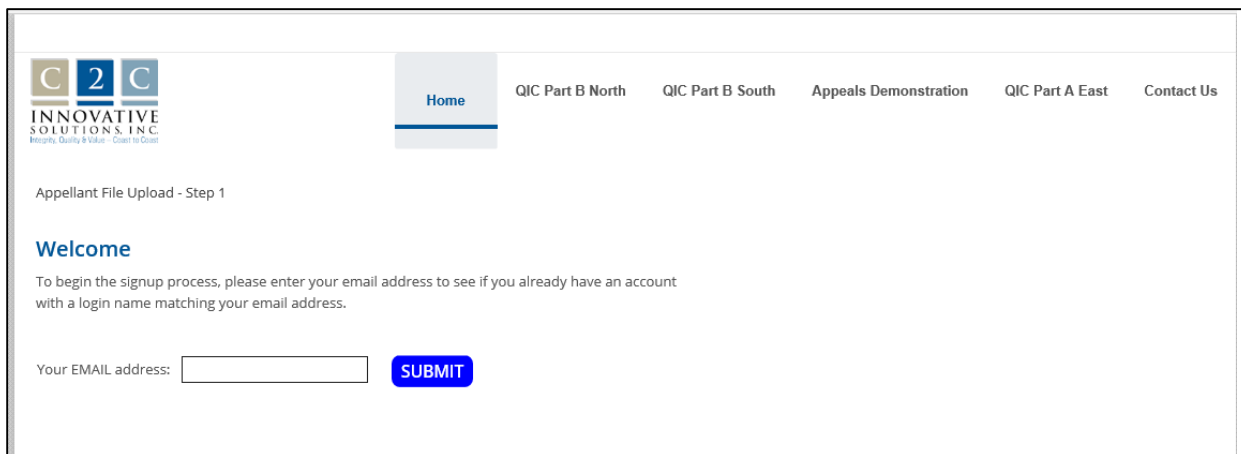 C 2 C
INNOVATIVE
SOLUTIONS, INC.
Integrity, Quality & Value – Coast to Coast
Home
QIC Part B North
QIC Part B South
Appeals Demonstration
QIC Part A East
Contact Us
Appellant File Upload - Step 1
Welcome
To begin the signup process, please enter your email address to see if you already have an account
with a login name matching your email address.
Your EMAIL address:
SUBMIT